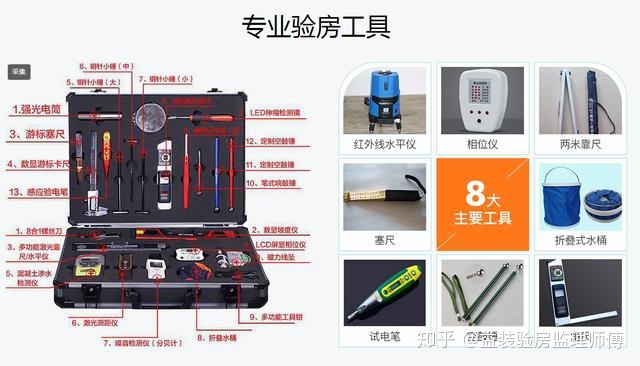 专业验房工具
采集
6、钢针小锤（中）
5、钢针小锤（大）
7、钢针小锤（小）
1.强光电筒
3、游标塞尺
4、数显游标卡尺
13、感应验电笔
LED伸缩检测镜
12、定制空鼓锤
11、定制空鼓锤
10、笔式响鼓锤
1、8合1螺丝刀
3、多功能激光靠尺/水平仪
5、混凝土渗水检测仪
2、数显坡度仪
LCD屏显相位仪
磁力线坠
6、激光测距仪
7、噪音检测仪（分贝计）
8、折叠水桶
9、多功能工具钳
红外线水平仪
相位仪
两米靠尺
塞尺
8大
主要工具
折叠式水桶
试电笔
知乎
装验房监理师傅